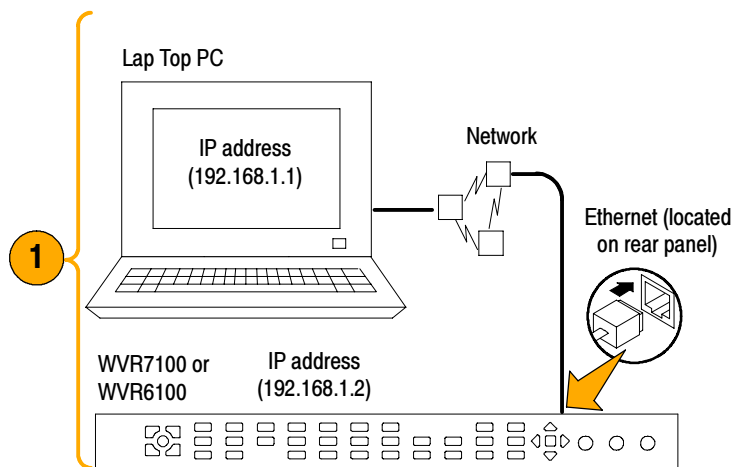 Lap Top PC
IP address
(192.168.1.1)
Network
Ethernet (located
on rear panel)
1
WVR7100 or
WVR6100
IP address
(192.168.1.2)